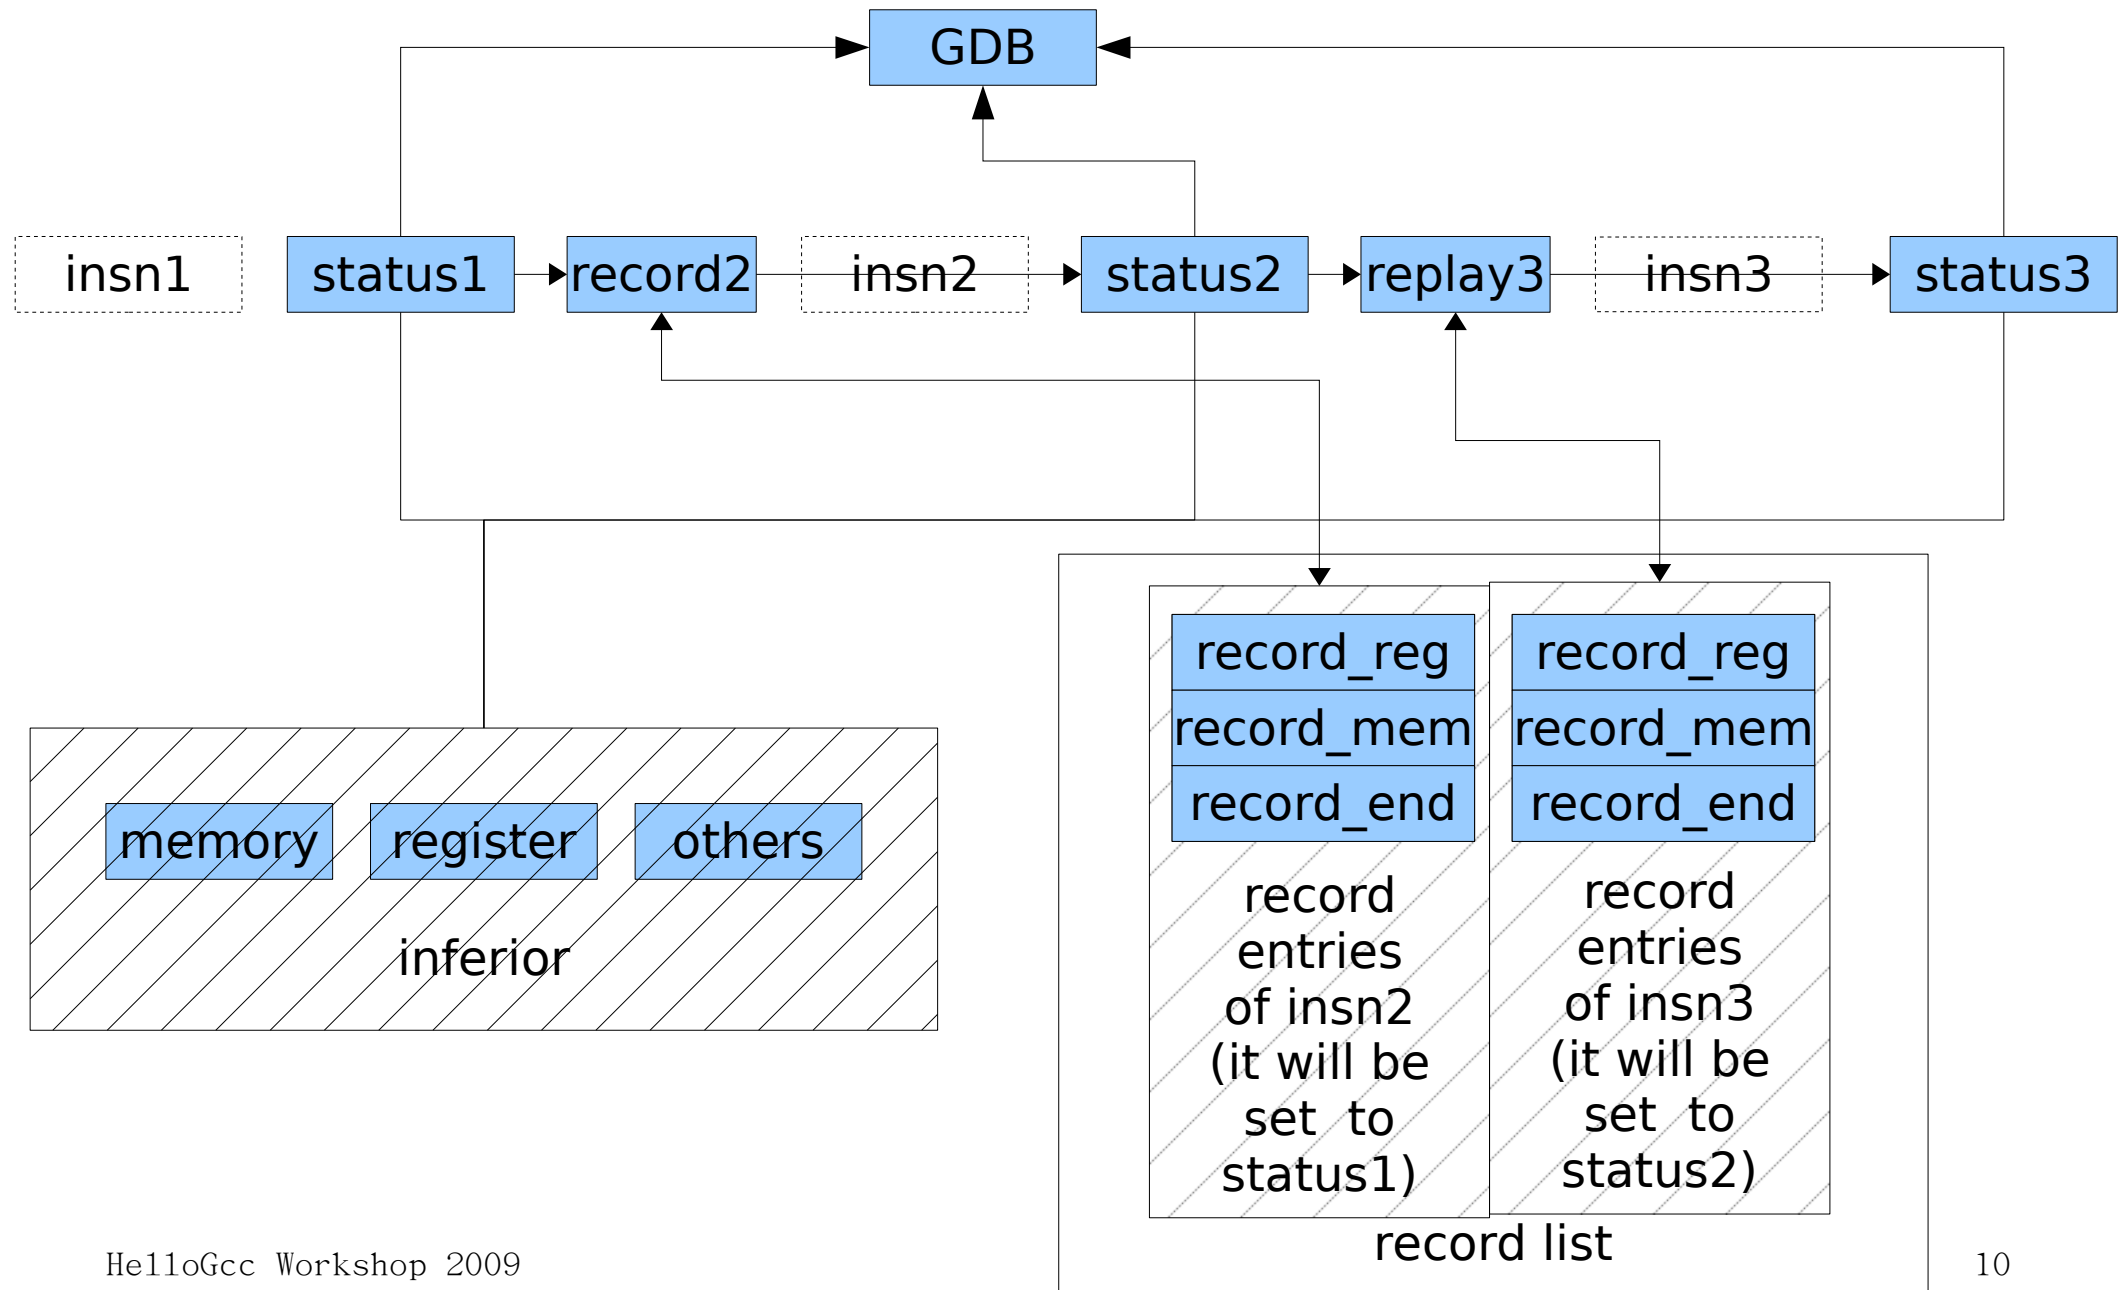 GDB
insn1
status1
record2
insn2
status2
replay3
insn3
status3
record_reg
record_mem
record_end
record
entries
of insn2
(it will be
set to
status1)
record_reg
record_mem
record_end
record
entries
of insn3
(it will be
set to
status2)
record list
memory
register
others
inferior
HelloGcc Workshop 2009
10